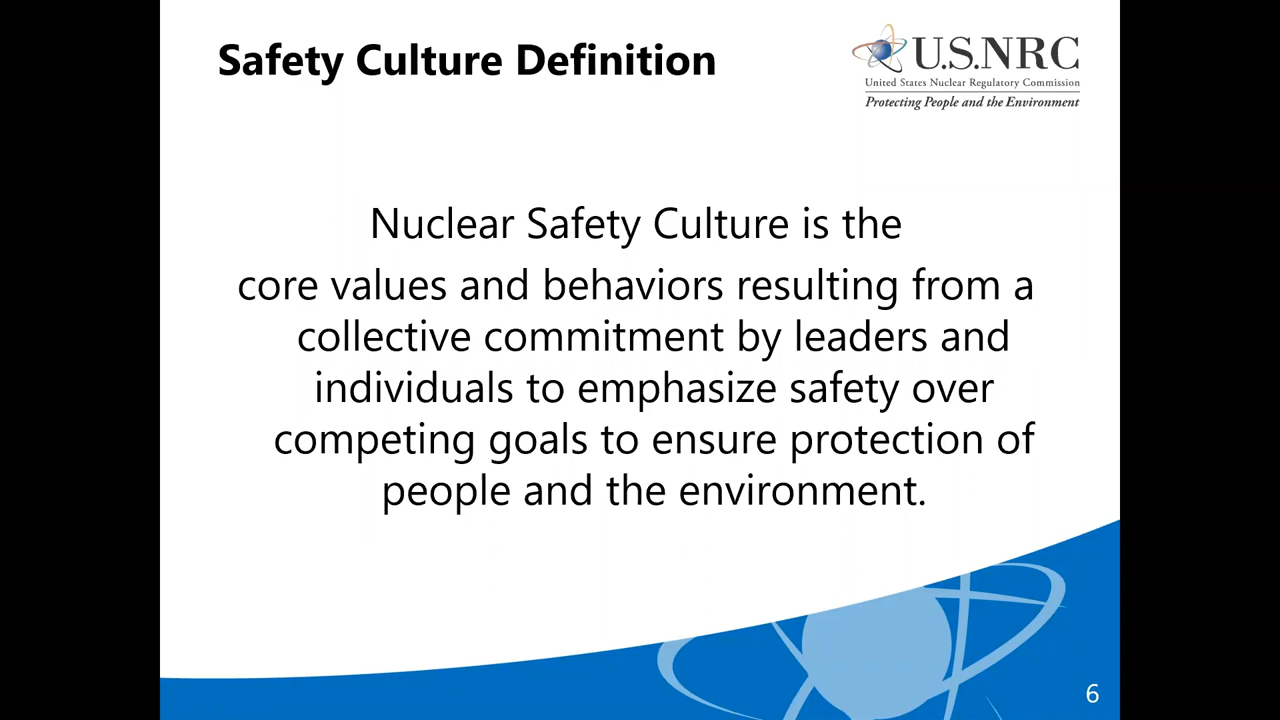 Safety Culture Definition
U.S.NRC
United States Nuclear Regulatory Commission
Protecting People and the Environment
Nuclear Safety Culture is the
core values and behaviors resulting from a
collective commitment by leaders and
individuals to emphasize safety over
competing goals to ensure protection of
people and the environment.
6